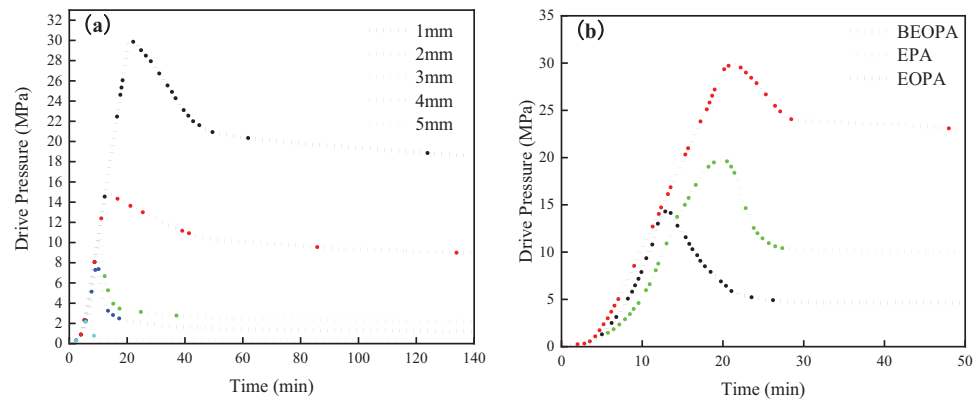 (a)
1mm
2mm
3mm
4mm
5mm
Drive Pressure (MPa)
32
30
28
26
24
22
20
18
16
14
12
10
8
6
4
2
0
0 20 40 60 80 100 120 140
Time (min)
(b)
BEOPA
EPA
EOPA
Drive Pressure (MPa)
35
30
25
20
15
10
5
0
0 10 20 30 40 50
Time (min)